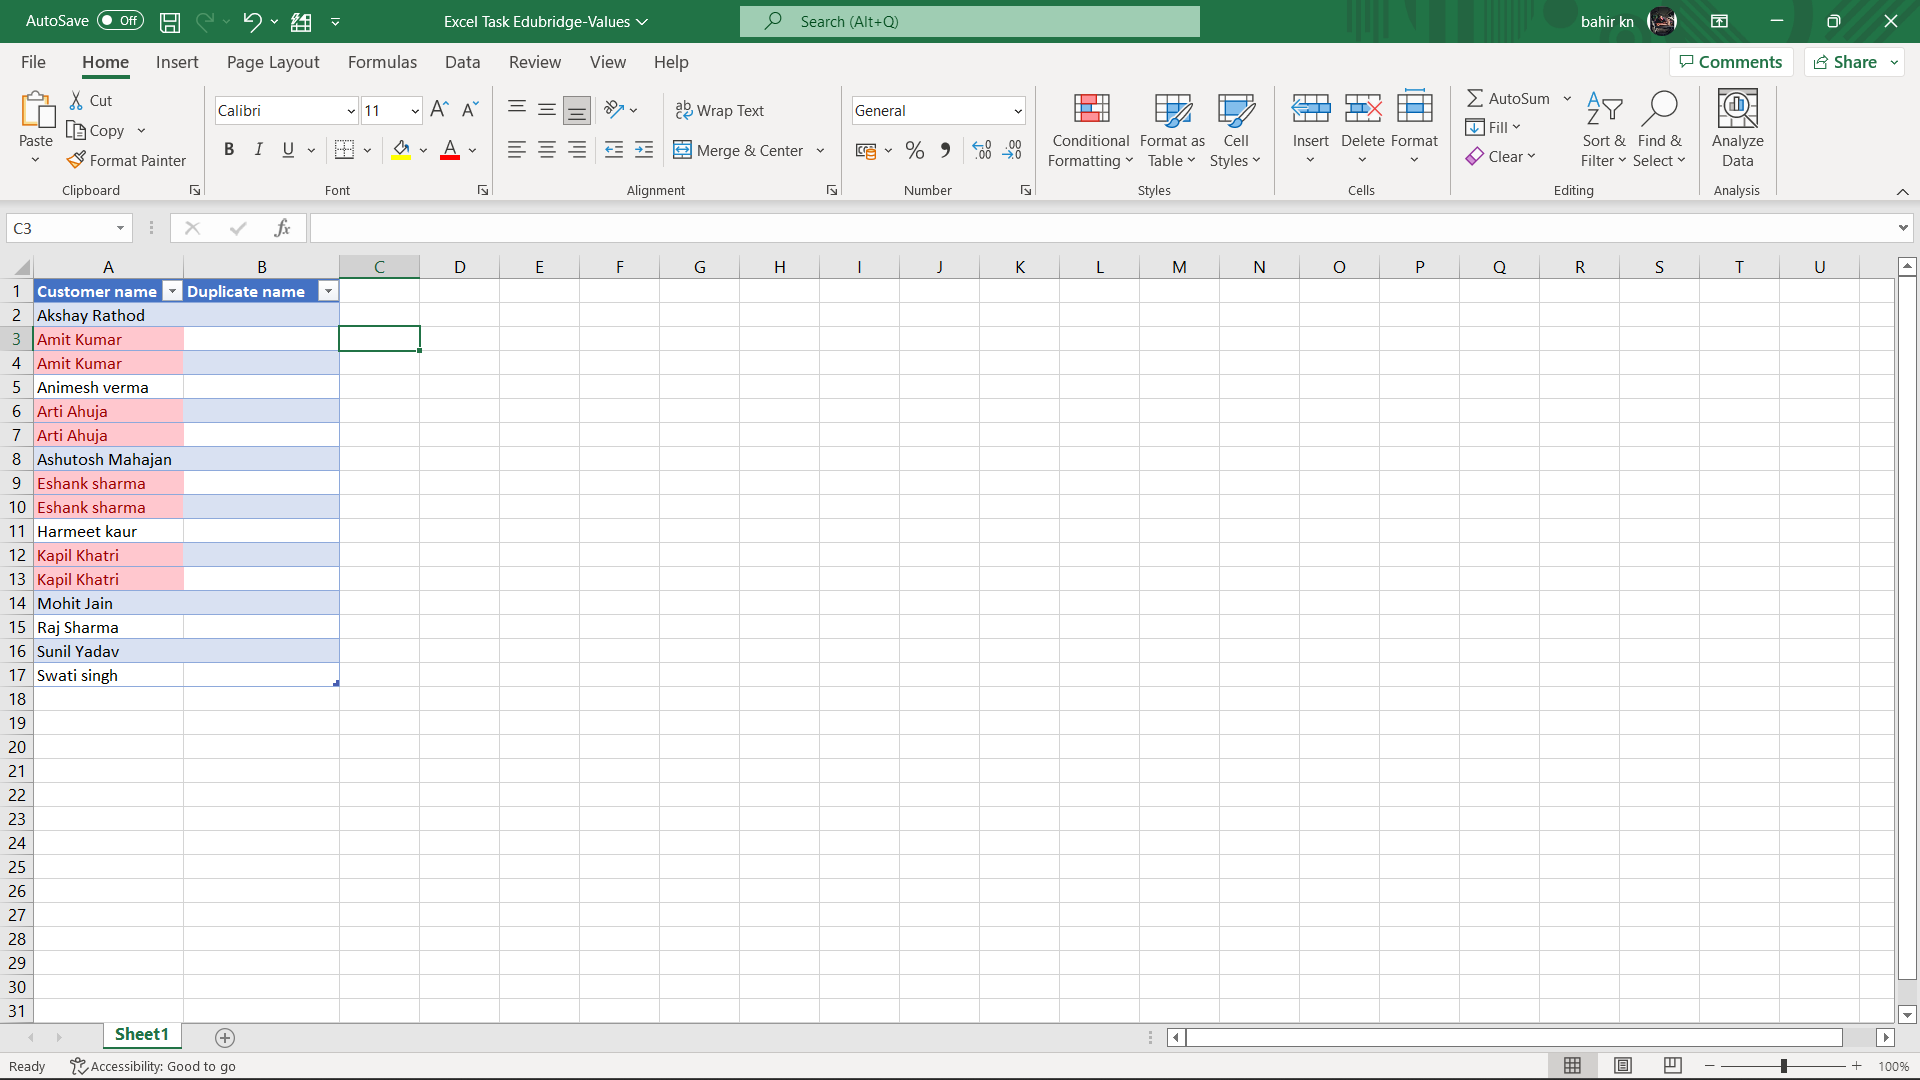 AutoSave Off Excel Task Edubridge-Values Search (Alt+Q) bahir kn
File Home Insert Page Layout Formulas Data Review View Help Comments Share
Paste Cut Copy Format Painter Clipboard
Calibri 11 B I U A Font
Wrap Text Merge & Center Alignment
General % Number
Conditional Formatting Format as Table Cell Styles Styles
Insert Delete Format Cells
AutoSum Fill Clear Sort & Filter Find & Select Editing
Analyze Data Analysis
C3 fx
A B C D E F G H I J K L M N O P Q R S T U
1 Customer name Duplicate name
2 Akshay Rathod
3 Amit Kumar
4 Amit Kumar
5 Animesh verma
6 Arti Ahuja
7 Arti Ahuja
8 Ashutosh Mahajan
9 Eshank sharma
10 Eshank sharma
11 Harmeet kaur
12 Kapil Khatri
13 Kapil Khatri
14 Mohit Jain
15 Raj Sharma
16 Sunil Yadav
17 Swati singh
18
19
20
21
22
23
24
25
26
27
28
29
30
31
Sheet1
Ready Accessibility: Good to go 100%